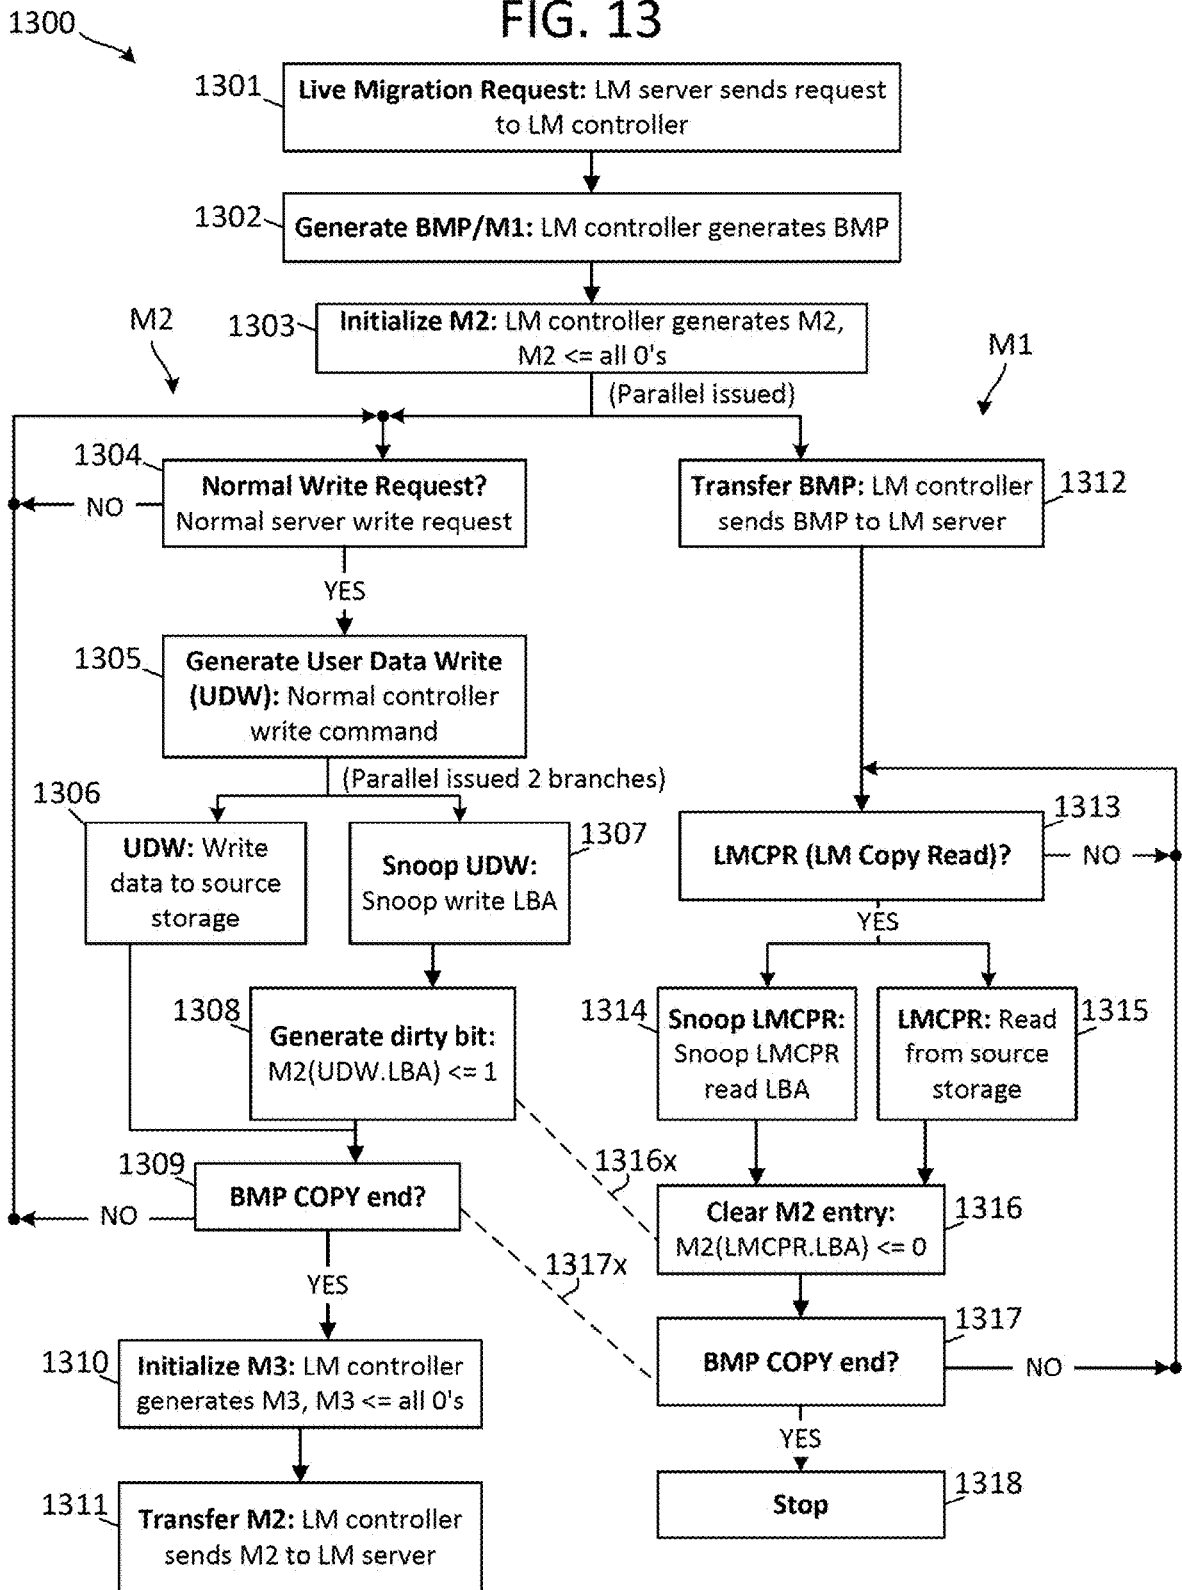 FIG. 13
1300
1301
Live Migration Request: LM server sends request
to LM controller
1302
Generate BMP/M1: LM controller generates BMP
1303
Initialize M2: LM controller generates M2,
M2 <= all 0's
M2
M1
(Parallel issued)
1304
Normal Write Request?
Normal server write request
NO
YES
1305
Generate User Data Write
(UDW): Normal controller
write command
(Parallel issued 2 branches)
1306
UDW: Write
data to source
storage
1307
Snoop UDW:
Snoop write LBA
1308
Generate dirty bit:
M2(UDW.LBA) <= 1
1309
BMP COPY end?
NO
YES
1310
Initialize M3: LM controller
generates M3, M3 <= all 0's
1311
Transfer M2: LM controller
sends M2 to LM server
1312
Transfer BMP: LM controller
sends BMP to LM server
1313
LMCPR (LM Copy Read)?
NO
YES
1314
Snoop LMCPR:
Snoop LMCPR
read LBA
1315
LMCPR: Read
from source
storage
1316x
1316
Clear M2 entry:
M2(LMCPR.LBA) <= 0
1317x
1317
BMP COPY end?
NO
YES
1318
Stop